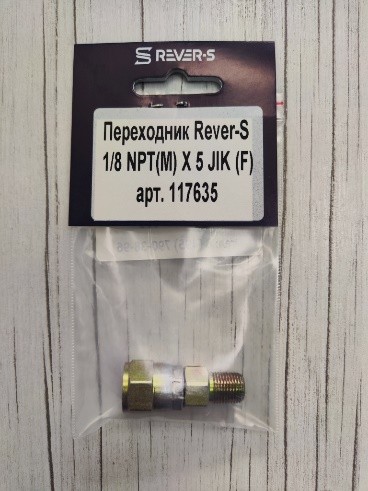 REVER-S
Переходник Rever-S
1/8 NPT(M) X 5 JIK (F)
арт. 117635